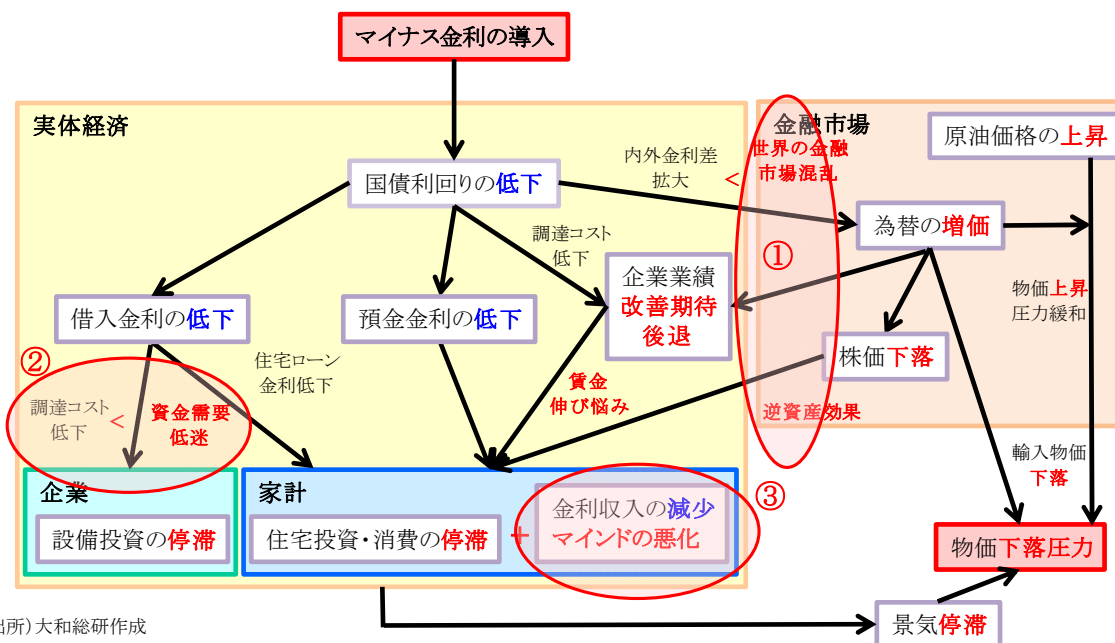 マイナス金利の導入
実体経済
金融市場
原油価格の上昇
内外金利差
拡大
<
世界の金融
市場混乱
国債利回りの低下
為替の増価
調達コスト
低下
①
企業業績
改善期待
後退
物価上昇
圧力緩和
借入金利の低下
預金金利の低下
株価下落
②
住宅ローン
金利低下
賃金
伸び悩み
逆資産効果
調達コスト
低下
<
資金需要
低迷
輸入物価
下落
企業
家計
③
設備投資の停滞
住宅投資・消費の停滞
+
金利収入の減少
マインドの悪化
物価下落圧力
景気停滞
出所）大和総研作成